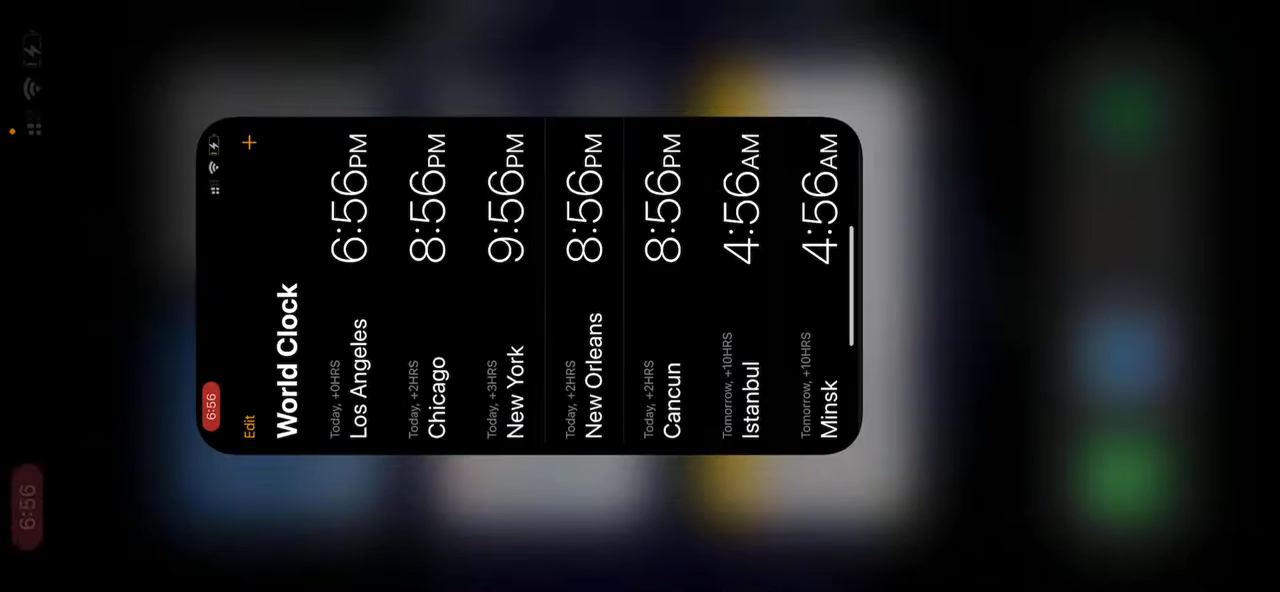 6:56
6:56
Edit
+
World Clock
Today, +0HRS
Los Angeles
6:56PM
Today, +2HRS
Chicago
8:56PM
Today, +3HRS
New York
9:56PM
Today, +2HRS
New Orleans
8:56PM
Today, +2HRS
Cancun
8:56PM
Tomorrow, +10HRS
Istanbul
4:56AM
Tomorrow, +10HRS
Minsk
4:56AM